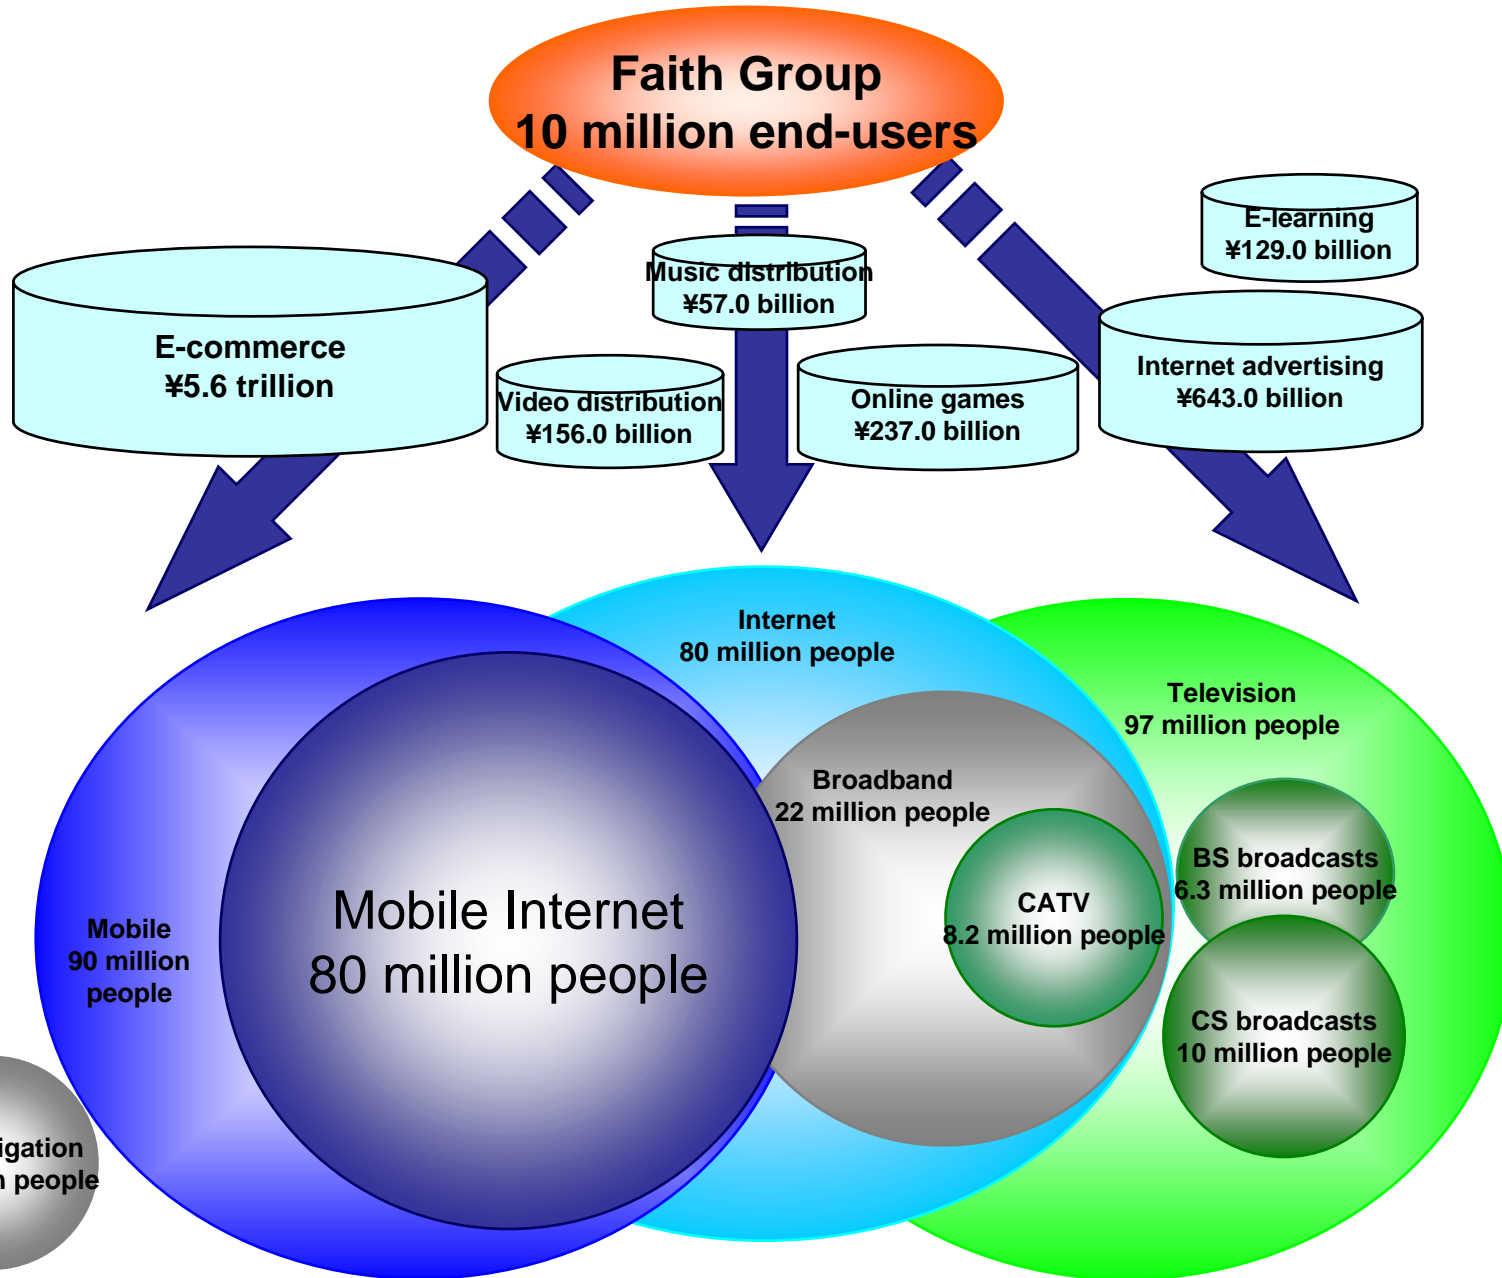 Faith Group
10 million end-users
E-learning
¥129.0 billion
Music distribution
¥57.0 billion
E-commerce
¥5.6 trillion
Internet advertising
¥643.0 billion
Video distribution
¥156.0 billion
Online games
¥237.0 billion
Internet
80 million people
Television
97 million people
Broadband
22 million people
BS broadcasts
6.3 million people
CATV
8.2 million people
Mobile Internet
80 million people
Mobile
90 million
people
CS broadcasts
10 million people
people